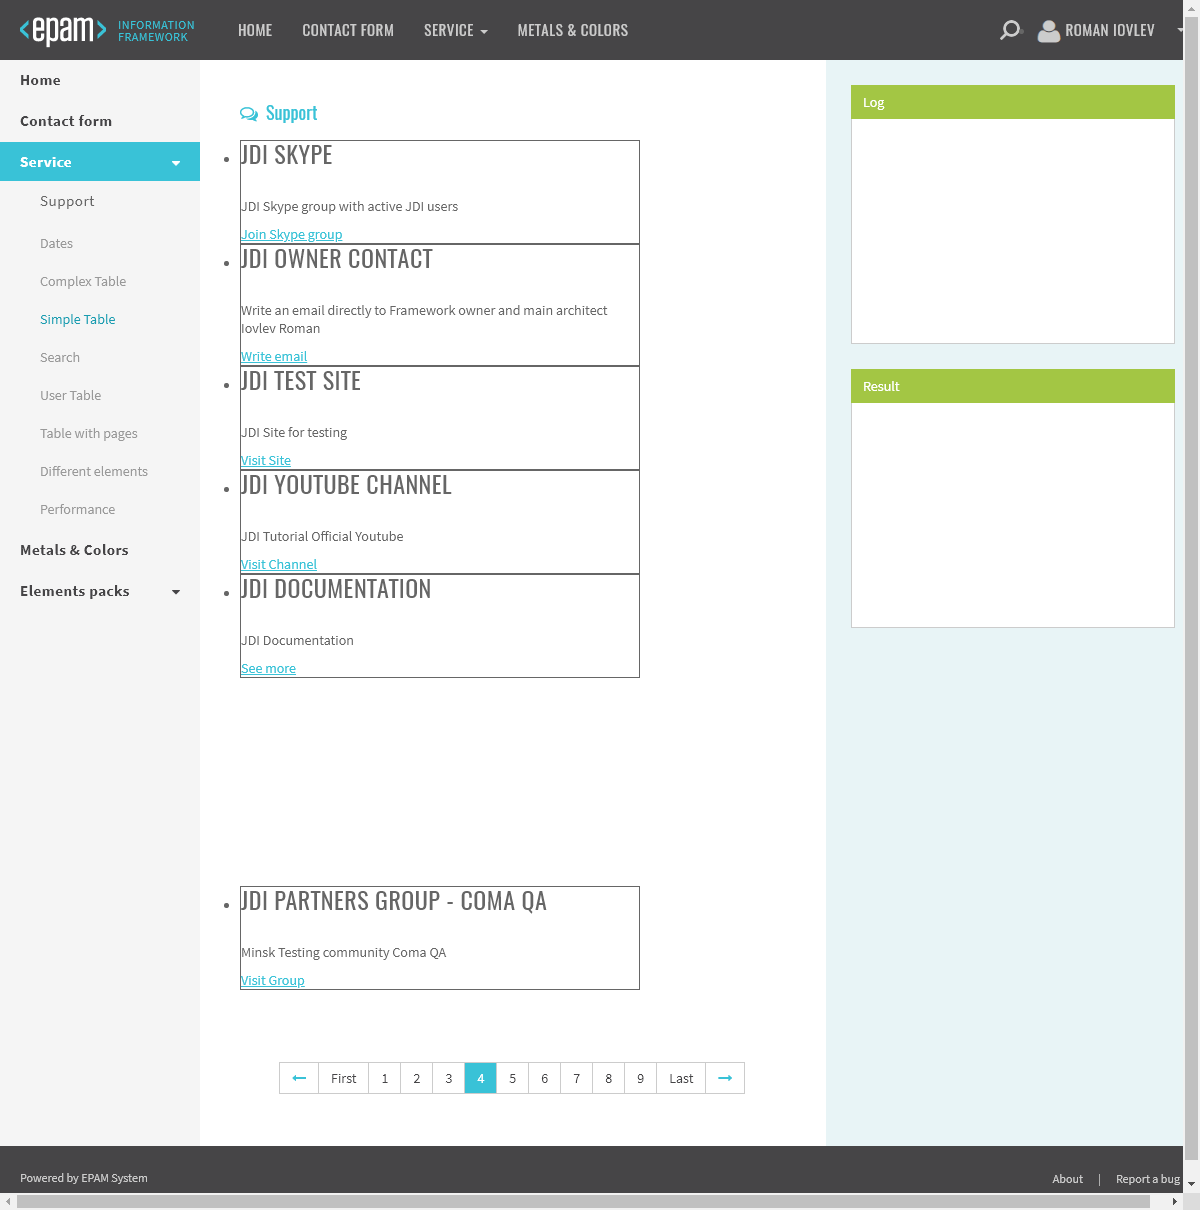 epam
INFORMATION
FRAMEWORK
HOME
CONTACT FORM
SERVICE
METALS & COLORS
ROMAN IOVLEV
Home
Contact form
Service
Support
Dates
Complex Table
Simple Table
Search
User Table
Table with pages
Different elements
Performance
Metals & Colors
Elements packs
Support
JDI SKYPE
JDI Skype group with active JDI users
Join Skype group
JDI OWNER CONTACT
Write an email directly to Framework owner and main architect
Iovlev Roman
Write email
JDI TEST SITE
JDI Site for testing
Visit Site
JDI YOUTUBE CHANNEL
JDI Tutorial Official Youtube
Visit Channel
JDI DOCUMENTATION
JDI Documentation
See more
JDI PARTNERS GROUP - COMA QA
Minsk Testing community Coma QA
Visit Group
First 1 2 3 4 5 6 7 8 9 Last
Log
Result
Powered by EPAM System
About | Report a bug